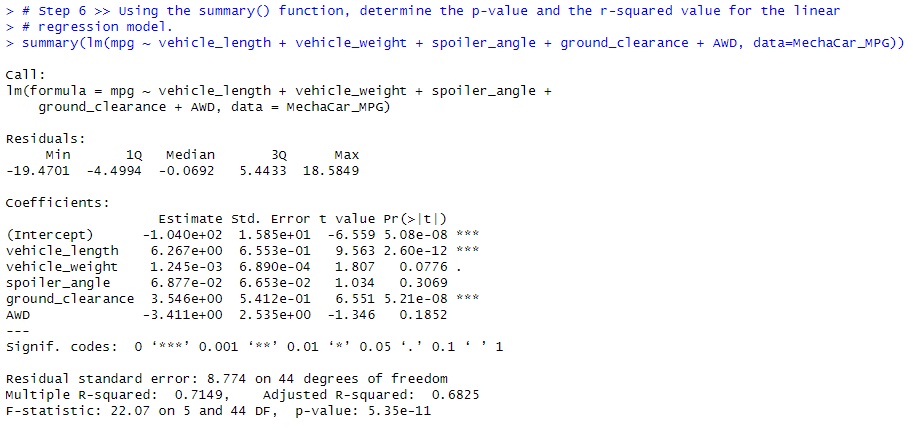 > # Step 6 >> Using the summary() function, determine the p-value and the r-squared value for the linear
> # regression model.
> summary(lm(mpg ~ vehicle_length + vehicle_weight + spoiler_angle + ground_clearance + AWD, data=MechaCar_MPG))
Call:
lm(formula = mpg ~ vehicle_length + vehicle_weight + spoiler_angle +
    ground_clearance + AWD, data = MechaCar_MPG)
Residuals:
     Min       1Q   Median       3Q      Max
-19.4701  -4.4994  -0.0692   5.4433  18.5849
Coefficients:
                   Estimate Std. Error t value Pr(>|t|)
(Intercept)      -1.040e+02  1.585e+01  -6.559 5.08e-08 ***
vehicle_length    6.267e+00  6.553e-01   9.563 2.60e-12 ***
vehicle_weight    1.245e-03  6.890e-04   1.807   0.0776 .
spoiler_angle     6.877e-02  6.653e-02   1.034   0.3069
ground_clearance  3.546e+00  5.412e-01   6.551 5.21e-08 ***
AWD              -3.411e+00  2.535e+00  -1.346   0.1852
---
Signif. codes:  0 ‘***’ 0.001 ‘**’ 0.01 ‘*’ 0.05 ‘.’ 0.1 ‘ ’ 1
Residual standard error: 8.774 on 44 degrees of freedom
Multiple R-squared:  0.7149,    Adjusted R-squared:  0.6825
F-statistic: 22.07 on 5 and 44 DF,  p-value: 5.35e-11